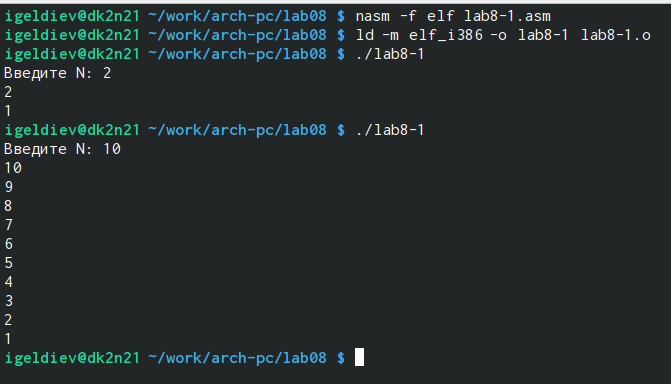 igeldiev@dk2n21 ~/work/arch-pc/lab08 $ nasm -f elf lab8-1.asm
igeldiev@dk2n21 ~/work/arch-pc/lab08 $ ld -m elf_i386 -o lab8-1 lab8-1.o
igeldiev@dk2n21 ~/work/arch-pc/lab08 $ ./lab8-1
Введите N: 2
2
1
igeldiev@dk2n21 ~/work/arch-pc/lab08 $ ./lab8-1
Введите N: 10
10
9
8
7
6
5
4
3
2
1
igeldiev@dk2n21 ~/work/arch-pc/lab08 $